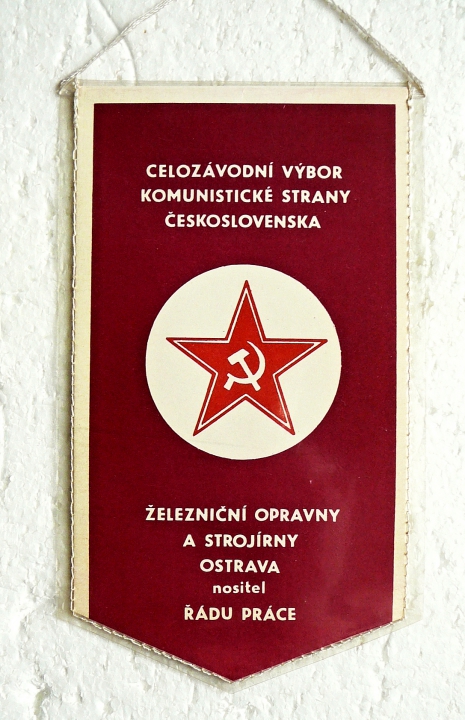 CELOZÁVODNÍ VÝBOR
KOMUNISTICKÉ STRANY
ČESKOSLOVENSKA
ŽELEZNIČNÍ OPRAVNY
A STROJÍRNY
OSTRAVA
nositel
ŘÁDU PRÁCE